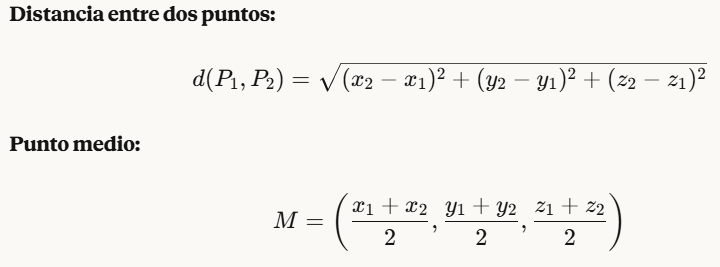 Distancia entre dos puntos:
d(P₁, P₂) = √(x₂ − x₁)² + (y₂ − y₁)² + (z₂ − z₁)²
Punto medio:
M = (x₁ + x₂/2, y₁ + y₂/2, z₁ + z₂/2)